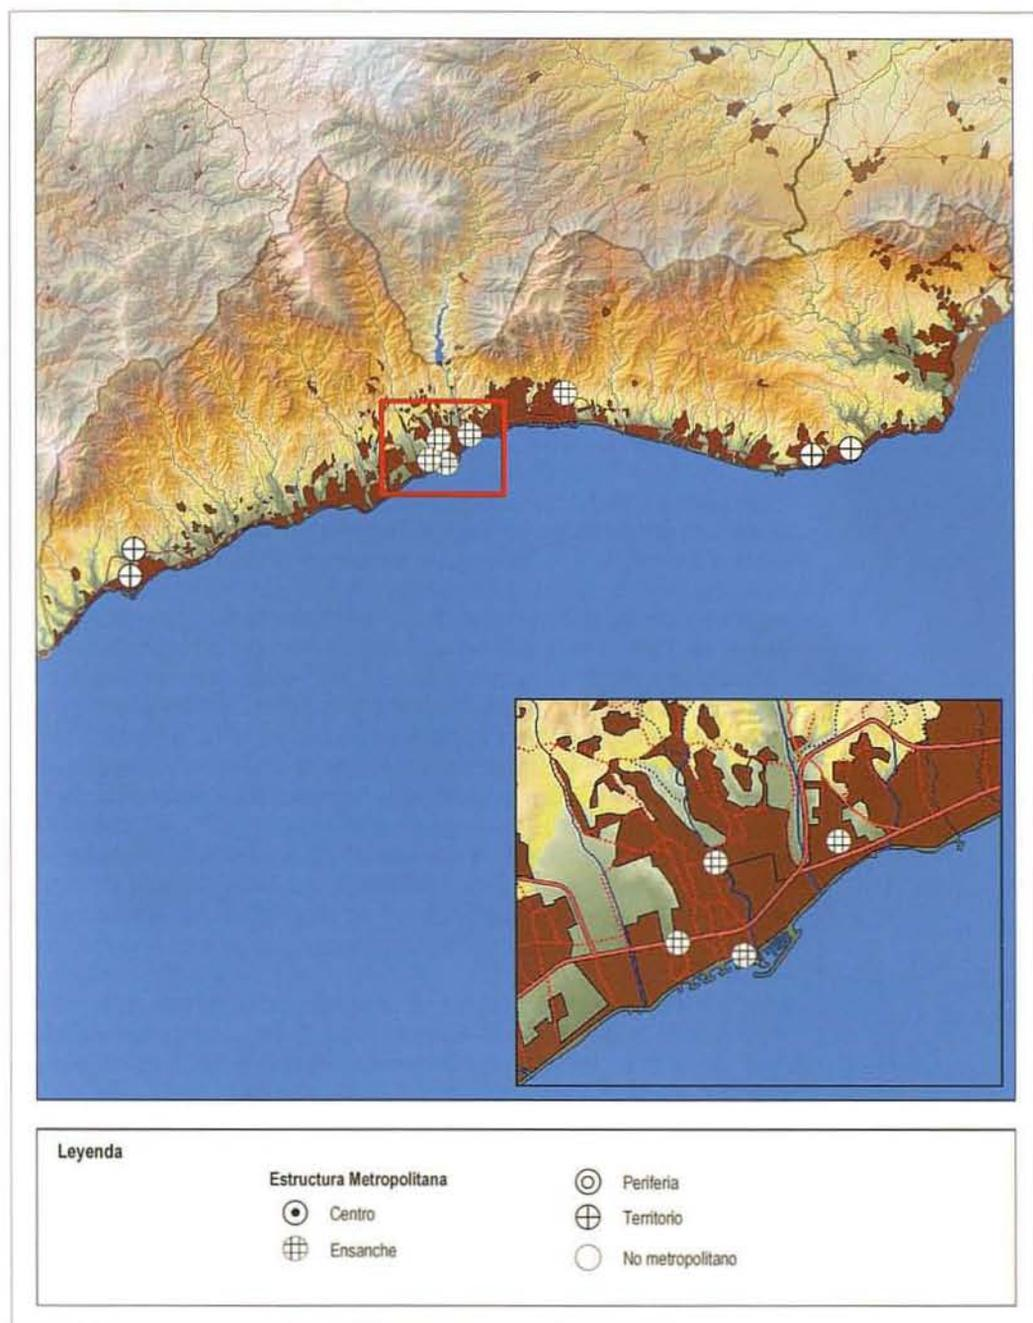 Leyenda
Estructura Metropolitana
Centro
Ensanche
Periferia
Territorio
No metropolitano